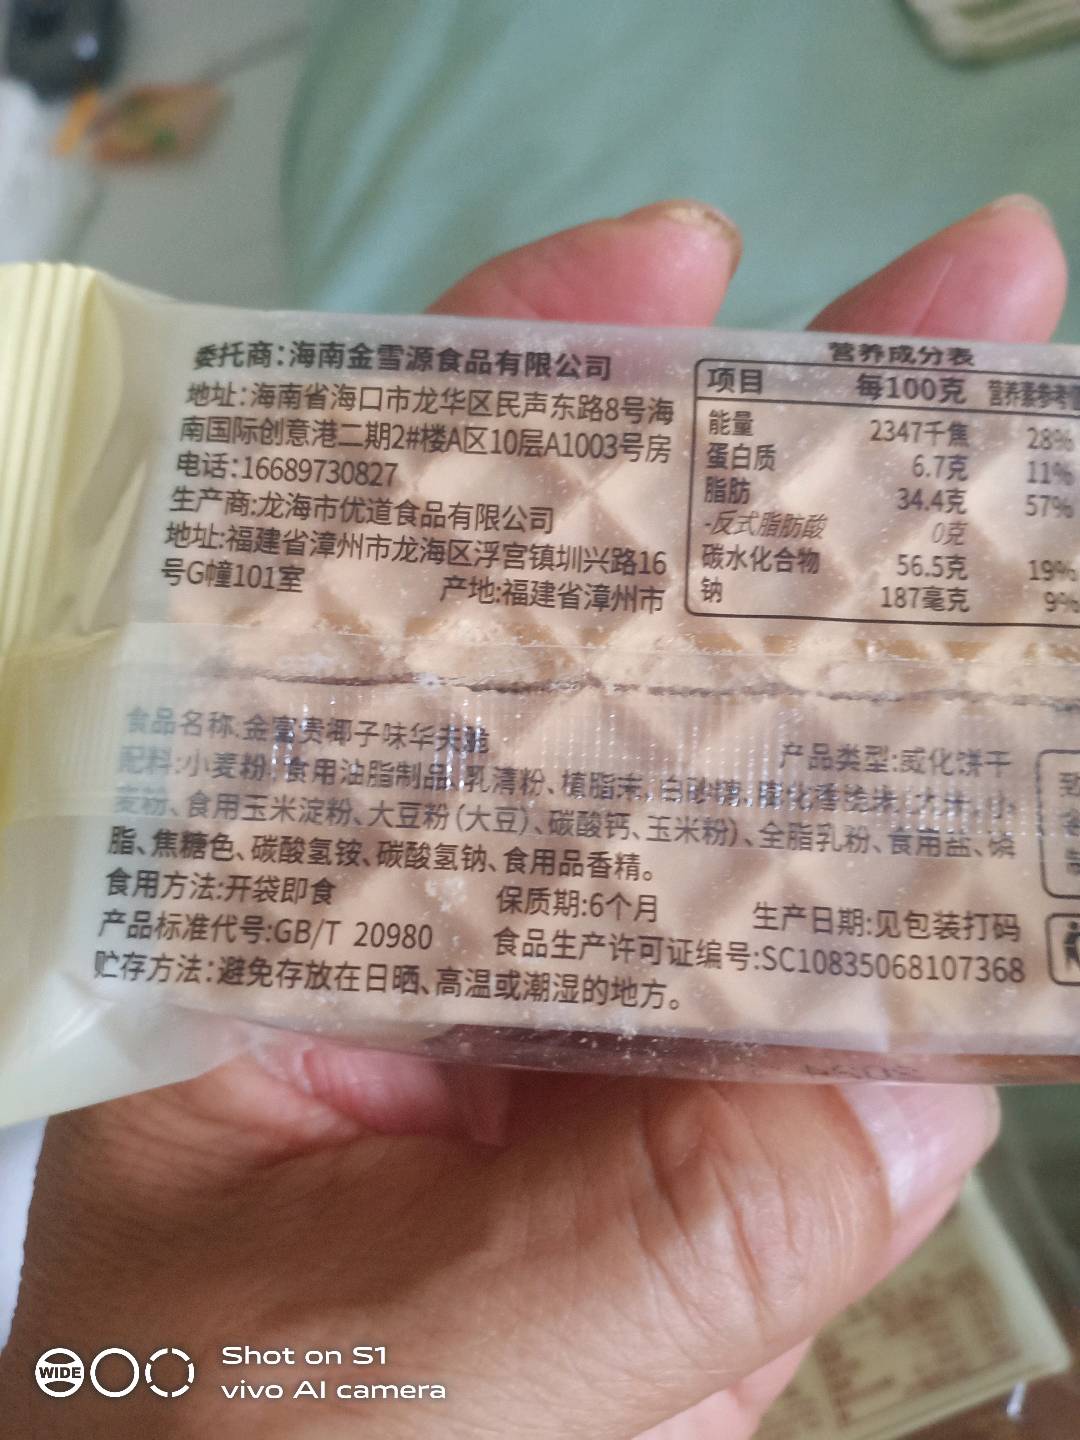 委托商:海南金雪源食品有限公司
地址:海南省海口市龙华区民声东路8号海
南国际创意港二期2#楼A区10层A1003号房
电话:16689730827
生产商:龙海市优道食品有限公司
地址:福建省漳州市龙海区浮宫镇圳兴路16
号G幢101室 产地:福建省漳州市
营养成分表
项目 每100克 营养素参考值
能量 2347千焦 28%
蛋白质 6.7克 11%
脂肪 34.4克 57%
-反式脂肪酸 0克
碳水化合物 56.5克 19%
钠 187毫克 9%
食品名称:金富贵椰子味华夫脆
产品类型:威化饼干
配料:小麦粉、食用油脂制品、乳清粉、植脂末、白砂糖、膨化香脆米(大米、小
麦粉、食用玉米淀粉、大豆粉(大豆)、碳酸钙、玉米粉)、全脂乳粉、食用盐、磷
脂、焦糖色、碳酸氢铵、碳酸氢钠、食用品香精。
食用方法:开袋即食 保质期:6个月 生产日期:见包装打码
产品标准代号:GB/T 20980 食品生产许可证编号:SC10835068107368
贮存方法:避免存放在日晒、高温或潮湿的地方。
WIDE
Shot on S1
vivo AI camera